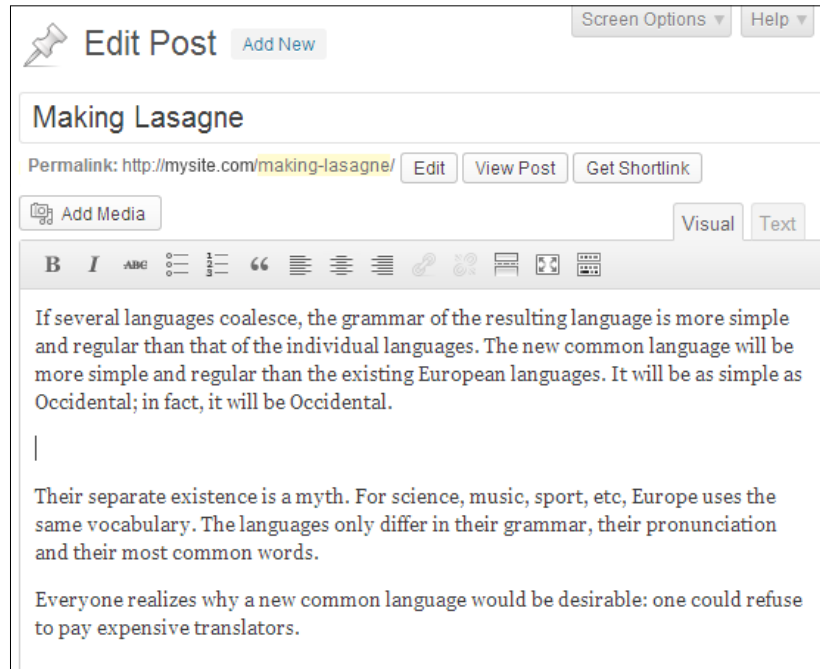 Screen Options Help
Edit Post Add New
Making Lasagne
Permalink: http://mysite.com/making-lasagne/ Edit View Post Get Shortlink
Add Media
Visual Text
B I ABC 1 2 3 “
If several languages coalesce, the grammar of the resulting language is more simple
and regular than that of the individual languages. The new common language will be
more simple and regular than the existing European languages. It will be as simple as
Occidental; in fact, it will be Occidental.
Their separate existence is a myth. For science, music, sport, etc, Europe uses the
same vocabulary. The languages only differ in their grammar, their pronunciation
and their most common words.
Everyone realizes why a new common language would be desirable: one could refuse
to pay expensive translators.